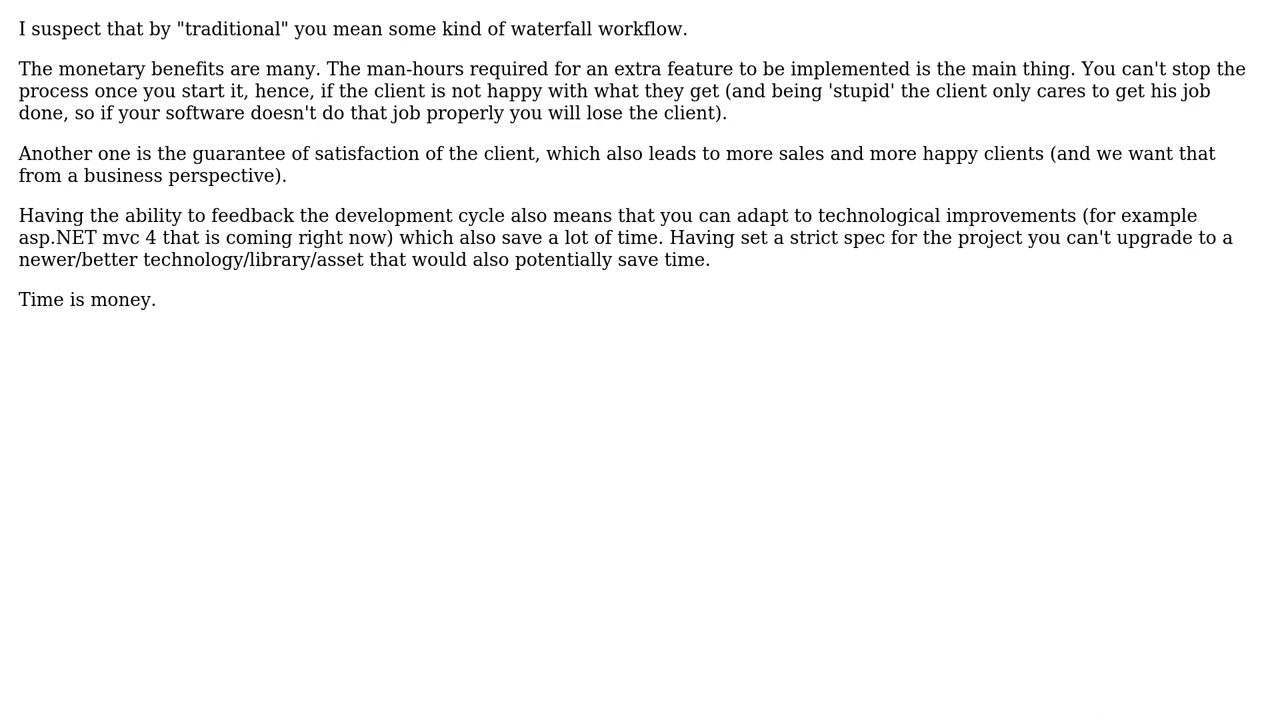 I suspect that by "traditional" you mean some kind of waterfall workflow.
The monetary benefits are many. The man-hours required for an extra feature to be implemented is the main thing. You can't stop the
process once you start it, hence, if the client is not happy with what they get (and being 'stupid' the client only cares to get his job
done, so if your software doesn't do that job properly you will lose the client).
Another one is the guarantee of satisfaction of the client, which also leads to more sales and more happy clients (and we want that
from a business perspective).
Having the ability to feedback the development cycle also means that you can adapt to technological improvements (for example
asp.NET mvc 4 that is coming right now) which also save a lot of time. Having set a strict spec for the project you can't upgrade to a
newer/better technology/library/asset that would also potentially save time.
Time is money.